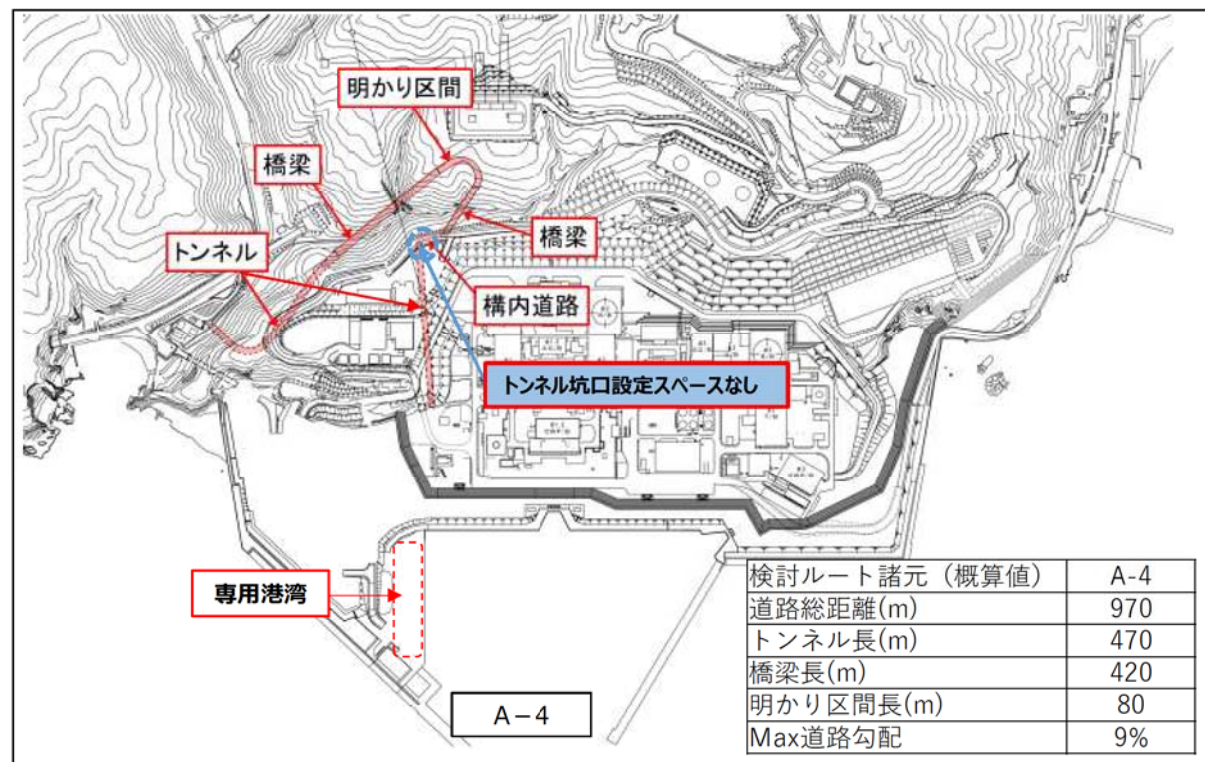 明かり区間
橋梁
トンネル
橋梁
構内道路
トンネル坑口設定スペースなし
専用港湾
A−4
検討ルート諸元（概算値） A-4
道路総距離(m) 970
トンネル長(m) 470
橋梁長(m) 420
明かり区間長(m) 80
Max道路勾配 9%